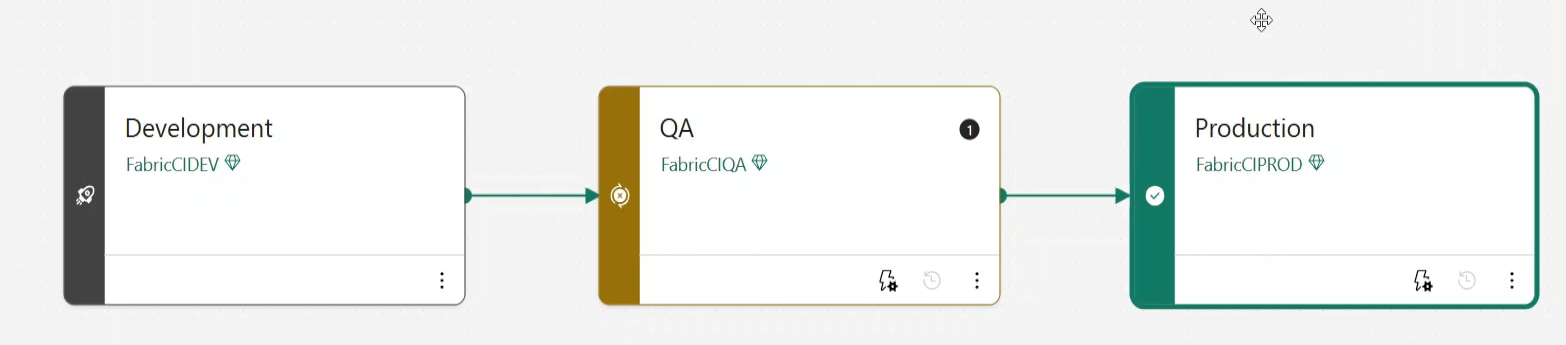 Development
FabricCIDEV
QA
1
FabricCIQA
Production
FabricCIPROD